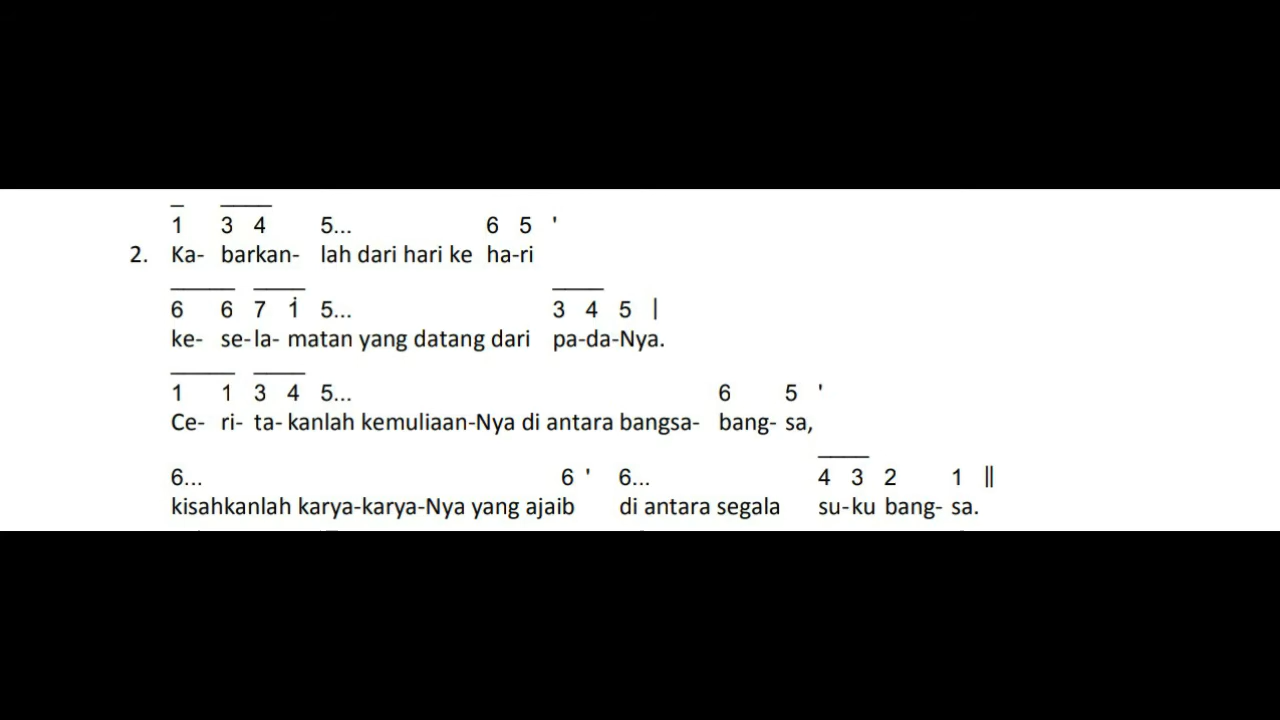 1 3 4 5... 6 5 '
2. Ka- barkan- lah dari hari ke ha-ri
6 6 7 1̇ 5... 3 4 5 |
ke- se-la- matan yang datang dari pa-da-Nya.
1 1 3 4 5... 6 5 '
Ce- ri- ta- kanlah kemuliaan-Nya di antara bangsa- bang- sa,
6... 6 ' 6... 4 3 2 1 ||
kisahkanlah karya-karya-Nya yang ajaib di antara segala su-ku bang- sa.